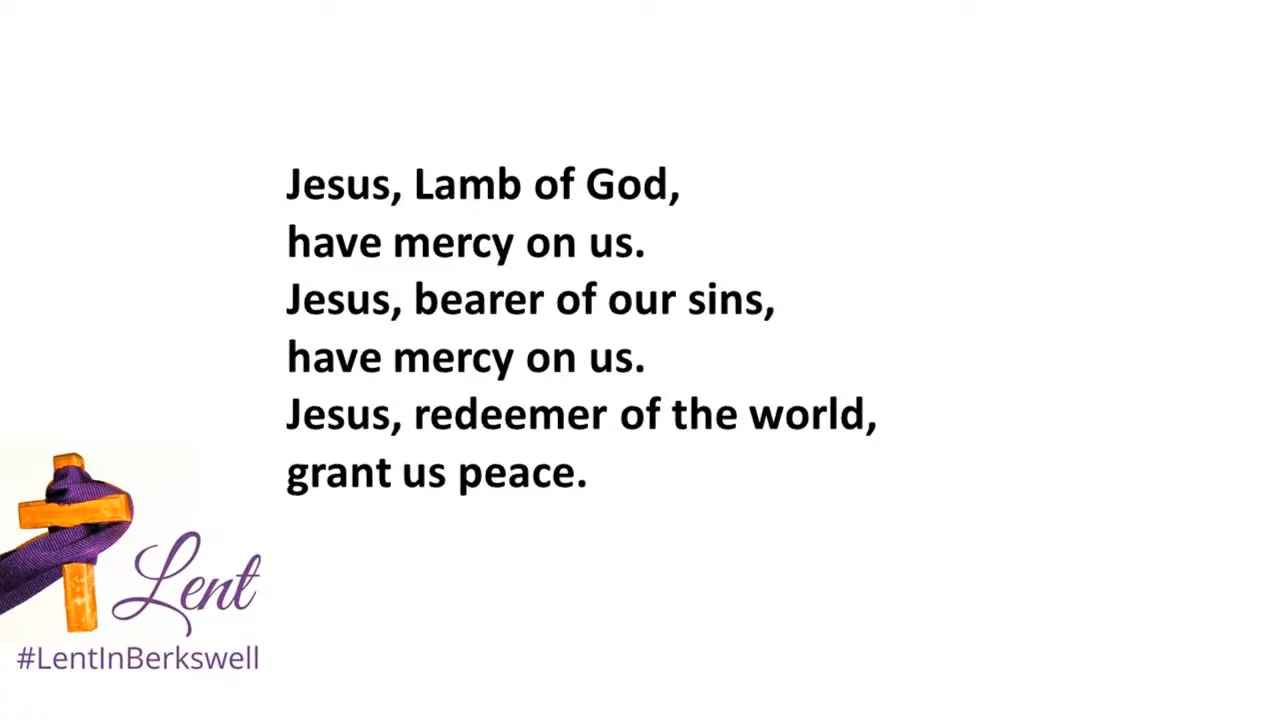 Jesus, Lamb of God,
have mercy on us.
Jesus, bearer of our sins,
have mercy on us.
Jesus, redeemer of the world,
grant us peace.
Lent
#LentInBerkswell